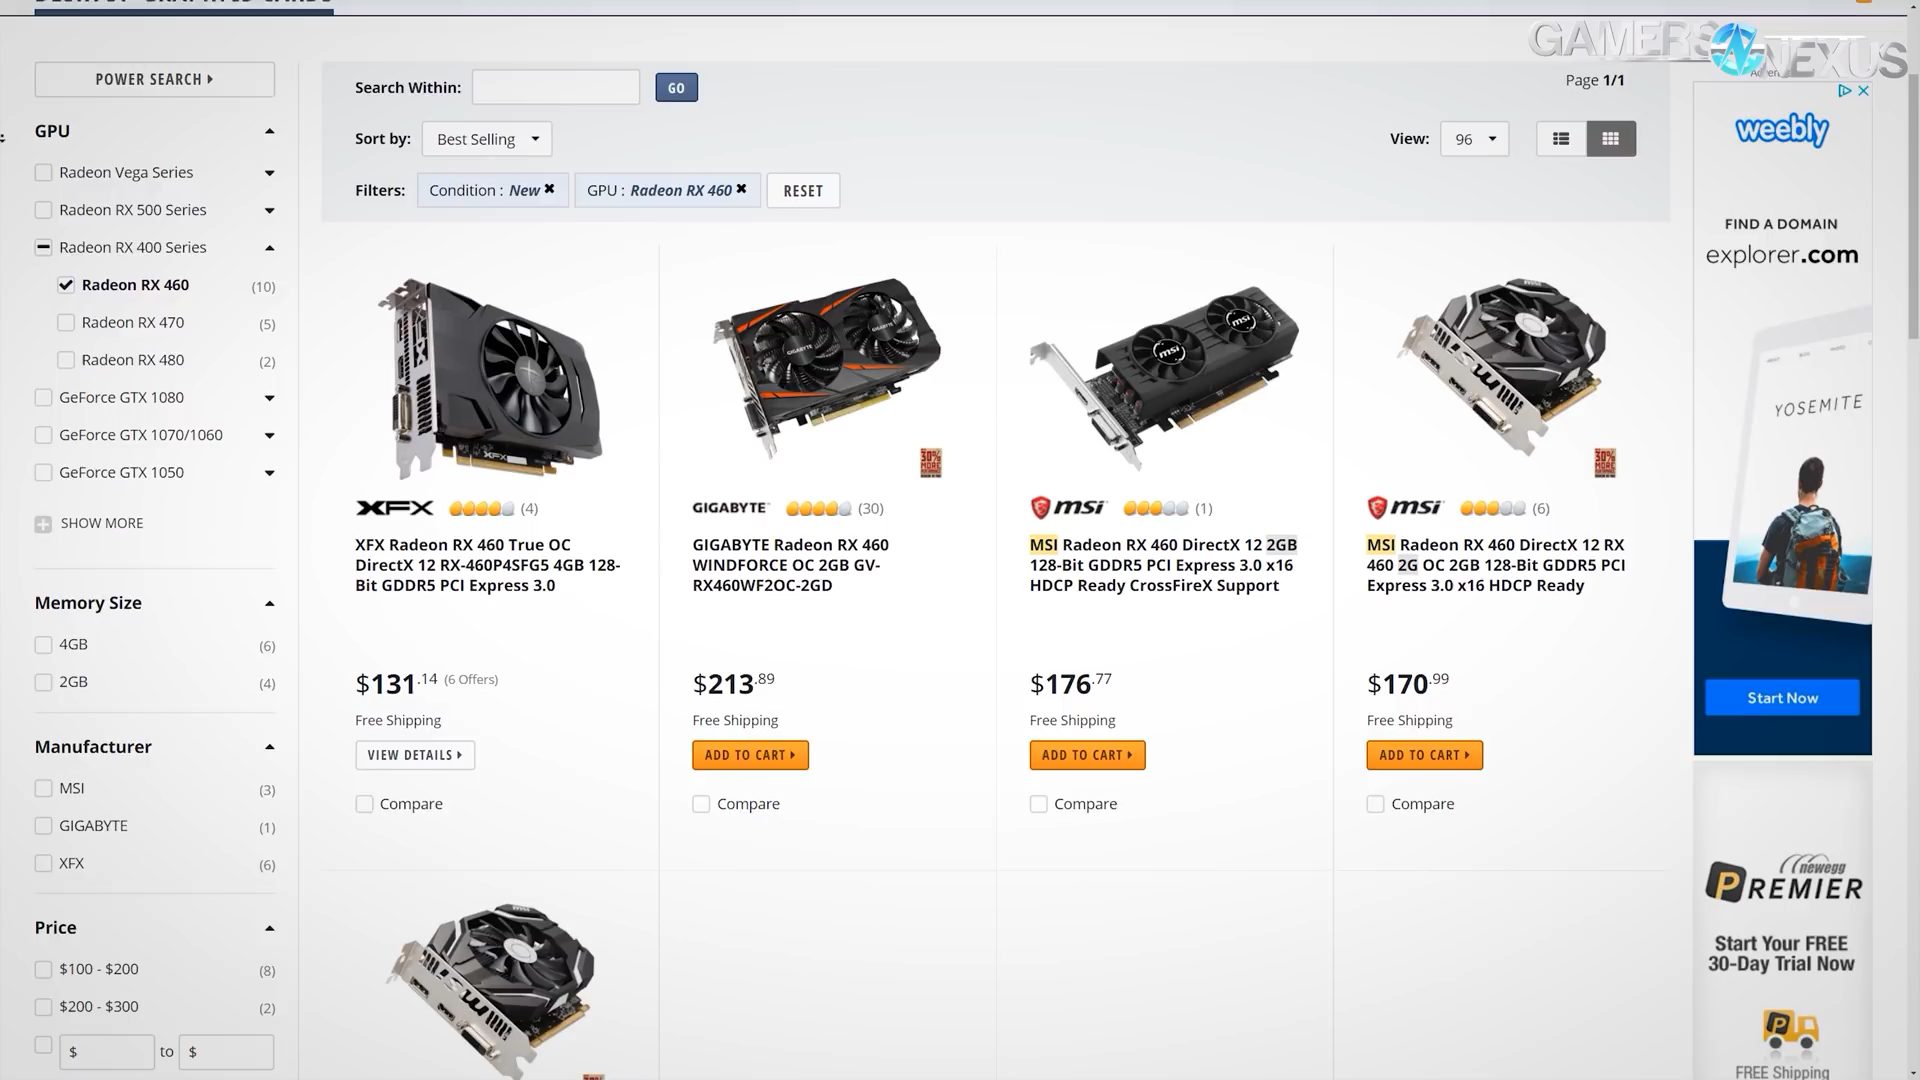 DESKTOP GRAPHICS CARDS
GAMERS NEXUS
POWER SEARCH
GPU
Radeon Vega Series
Radeon RX 500 Series
Radeon RX 400 Series
Radeon RX 460 (10)
Radeon RX 470 (5)
Radeon RX 480 (2)
GeForce GTX 1080
GeForce GTX 1070/1060
GeForce GTX 1050
SHOW MORE
Memory Size
4GB (6)
2GB (4)
Manufacturer
MSI (3)
GIGABYTE (1)
XFX (6)
Price
$100 - $200 (8)
$200 - $300 (2)
$ to $
Search Within: GO
Page 1/1
Sort by: Best Selling
View: 96
Filters: Condition : New GPU : Radeon RX 460 RESET
XFX (4)
XFX Radeon RX 460 True OC
DirectX 12 RX-460P4SFG5 4GB 128-
Bit GDDR5 PCI Express 3.0
$131.14 (6 Offers)
Free Shipping
VIEW DETAILS
Compare
GIGABYTE (30)
GIGABYTE Radeon RX 460
WINDFORCE OC 2GB GV-
RX460WF2OC-2GD
$213.89
Free Shipping
ADD TO CART
Compare
msi (1)
MSI Radeon RX 460 DirectX 12 2GB
128-Bit GDDR5 PCI Express 3.0 x16
HDCP Ready CrossFireX Support
$176.77
Free Shipping
ADD TO CART
Compare
msi (6)
MSI Radeon RX 460 DirectX 12 RX
460 2G OC 2GB 128-Bit GDDR5 PCI
Express 3.0 x16 HDCP Ready
$170.99
Free Shipping
ADD TO CART
Compare
weebly
FIND A DOMAIN
explorer.com
YOSEMITE
Start Now
newegg
PREMIER
Start Your FREE
30-Day Trial Now
FREE Shipping